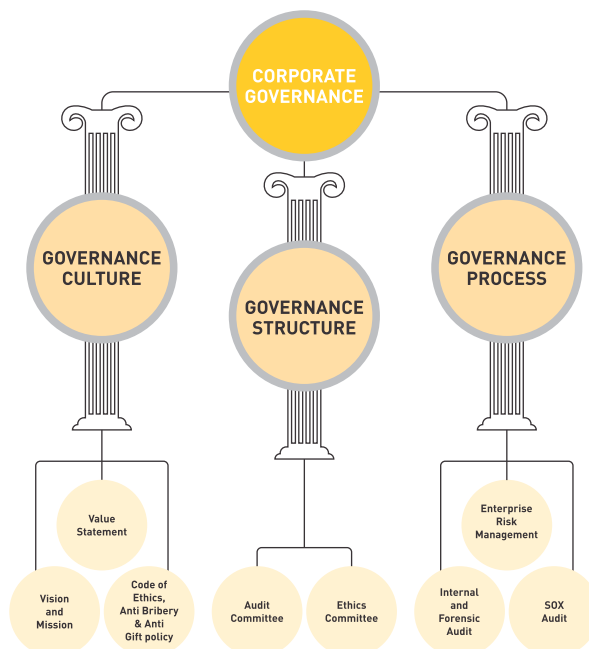 CORPORATE
GOVERNANCE
GOVERNANCE
CULTURE
GOVERNANCE
STRUCTURE
GOVERNANCE
PROCESS
Value
Statement
Vision
and
Mission
Code of
Ethics,
Anti Bribery
& Anti
Gift policy
Audit
Committee
Ethics
Committee
Enterprise
Risk
Management
Internal
and
Forensic
Audit
SOX
Audit